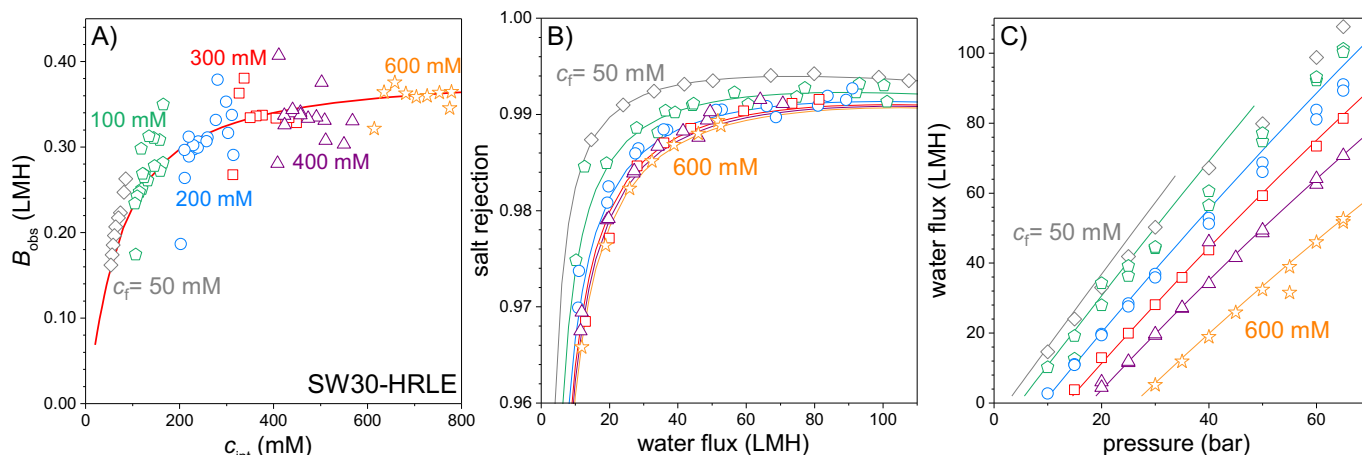 A)
0.40
0.30
0.20
0.10
0.00
B_obs (LMH)
100 mM
300 mM
600 mM
400 mM
200 mM
c_f= 50 mM
SW30-HRLE
0 200 400 600 800
c_int (mM)
B)
1.00
0.99
0.98
0.97
0.96
salt rejection
c_f= 50 mM
600 mM
0 20 40 60 80 100
water flux (LMH)
C)
100
80
60
40
20
0
water flux (LMH)
c_f= 50 mM
600 mM
0 10 20 30 40 50 60
pressure (bar)